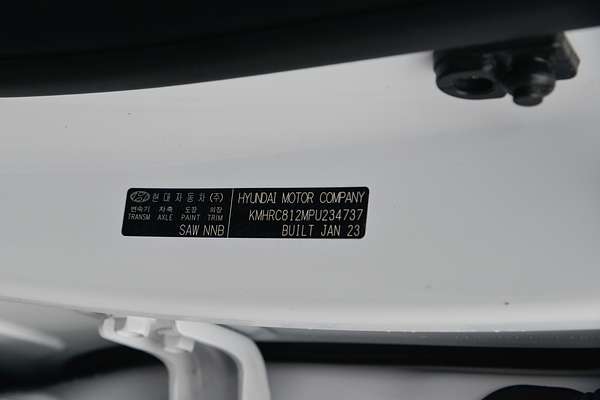 현대자동차(주)
변속기 차축 도장 의장
TRANSM AXLE PAINT TRIM
SAW NNB
HYUNDAI MOTOR COMPANY
KMHRC812MPU234737
BUILT JAN 23